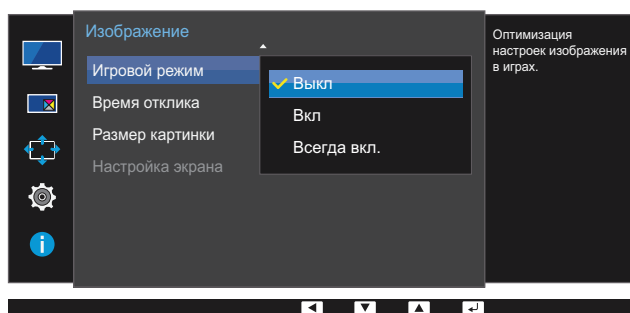 Изображение
Игровой режим
Время отклика
Размер картинки
Настройка экрана
Выкл
Вкл
Всегда вкл.
Оптимизация
настроек изображения
в играх.